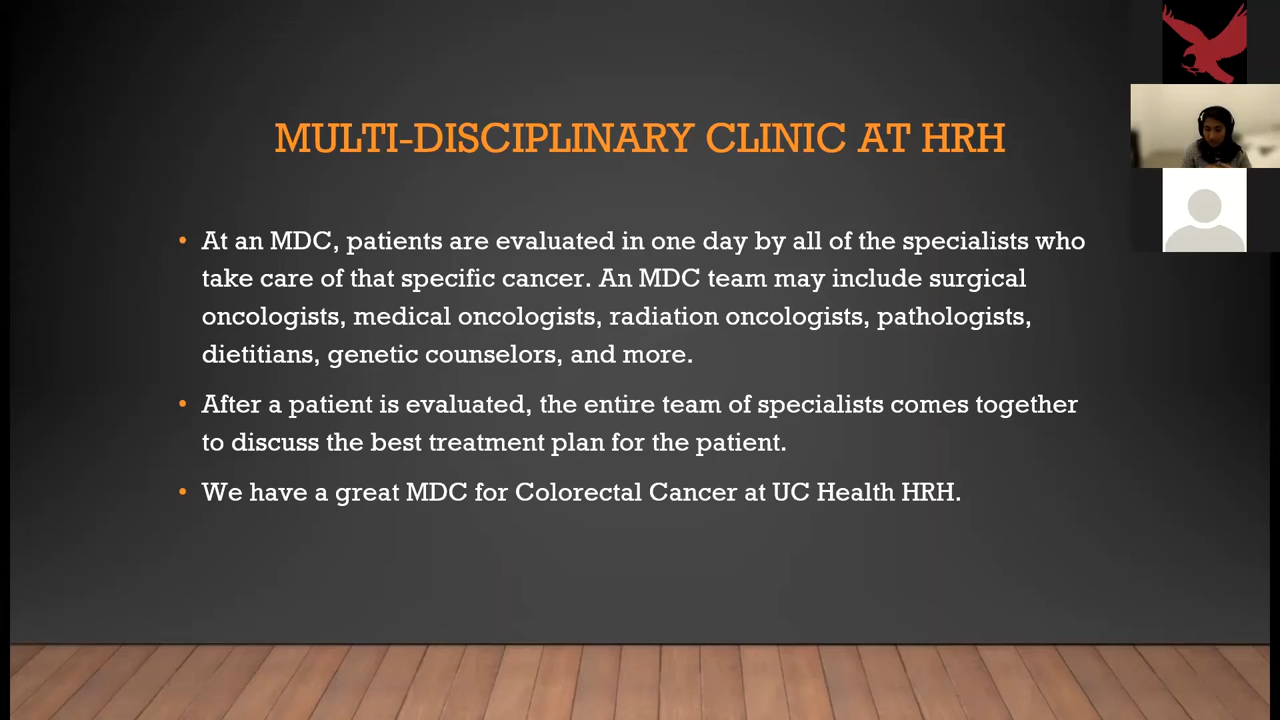 MULTI-DISCIPLINARY CLINIC AT HRH
• At an MDC, patients are evaluated in one day by all of the specialists who
take care of that specific cancer. An MDC team may include surgical
oncologists, medical oncologists, radiation oncologists, pathologists,
dietitians, genetic counselors, and more.
• After a patient is evaluated, the entire team of specialists comes together
to discuss the best treatment plan for the patient.
• We have a great MDC for Colorectal Cancer at UC Health HRH.